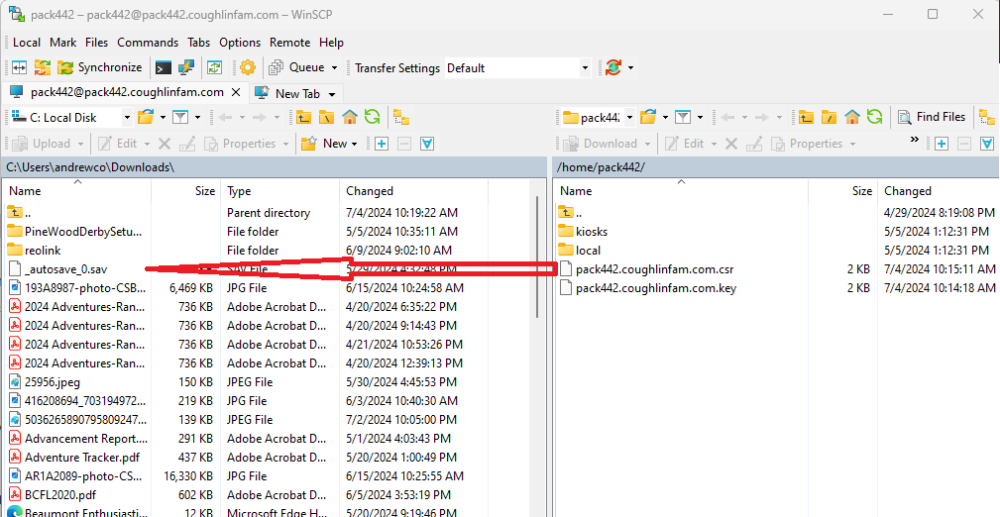 pack442 – pack442@pack442.coughlinfam.com – WinSCP
Local Mark Files Commands Tabs Options Remote Help
Synchronize Queue Transfer Settings Default
pack442@pack442.coughlinfam.com New Tab
C: Local Disk
Upload Edit Properties New
C:\Users\andrewco\Downloads\
Name Size Type Changed
.. Parent directory 7/4/2024 10:19:22 AM
PineWoodDerbySetu... File folder 5/5/2024 10:35:11 AM
reolink File folder 6/9/2024 9:02:10 AM
_autosave_0.sav SAV File 5/29/2024 4:32:48 PM
193A8987-photo-CSB... 6,469 KB JPG File 6/15/2024 10:24:58 AM
2024 Adventures-Ran... 736 KB Adobe Acrobat D... 4/20/2024 6:35:22 PM
2024 Adventures-Ran... 736 KB Adobe Acrobat D... 4/20/2024 9:14:43 PM
2024 Adventures-Ran... 736 KB Adobe Acrobat D... 4/21/2024 10:53:26 PM
2024 Adventures-Ran... 736 KB Adobe Acrobat D... 4/20/2024 12:39:13 PM
25956.jpeg 150 KB JPEG File 5/30/2024 4:45:53 PM
416208694_703194972... 219 KB JPG File 6/3/2024 10:40:30 AM
5036265890795809247... 139 KB JPG File 7/2/2024 10:05:00 PM
Advancement Report.... 291 KB Adobe Acrobat D... 5/1/2024 4:03:43 PM
Adventure Tracker.pdf 437 KB Adobe Acrobat D... 5/20/2024 1:00:49 PM
AR1A2089-photo-CS... 16,330 KB JPG File 6/15/2024 10:25:55 AM
BCFL2020.pdf 602 KB Adobe Acrobat D... 6/5/2024 3:53:19 PM
Beaumont Enthusiasti... Microsoft Edge H... 5/20/2024 9:19:46 PM
pack442 Find Files
Download Edit Properties »
/home/pack442/
Name Size Changed
.. 4/29/2024 8:19:08 PM
kiosks 5/5/2024 1:12:31 PM
local 5/5/2024 1:12:31 PM
pack442.coughlinfam.com.csr 2 KB 7/4/2024 10:15:11 AM
pack442.coughlinfam.com.key 2 KB 7/4/2024 10:14:18 AM